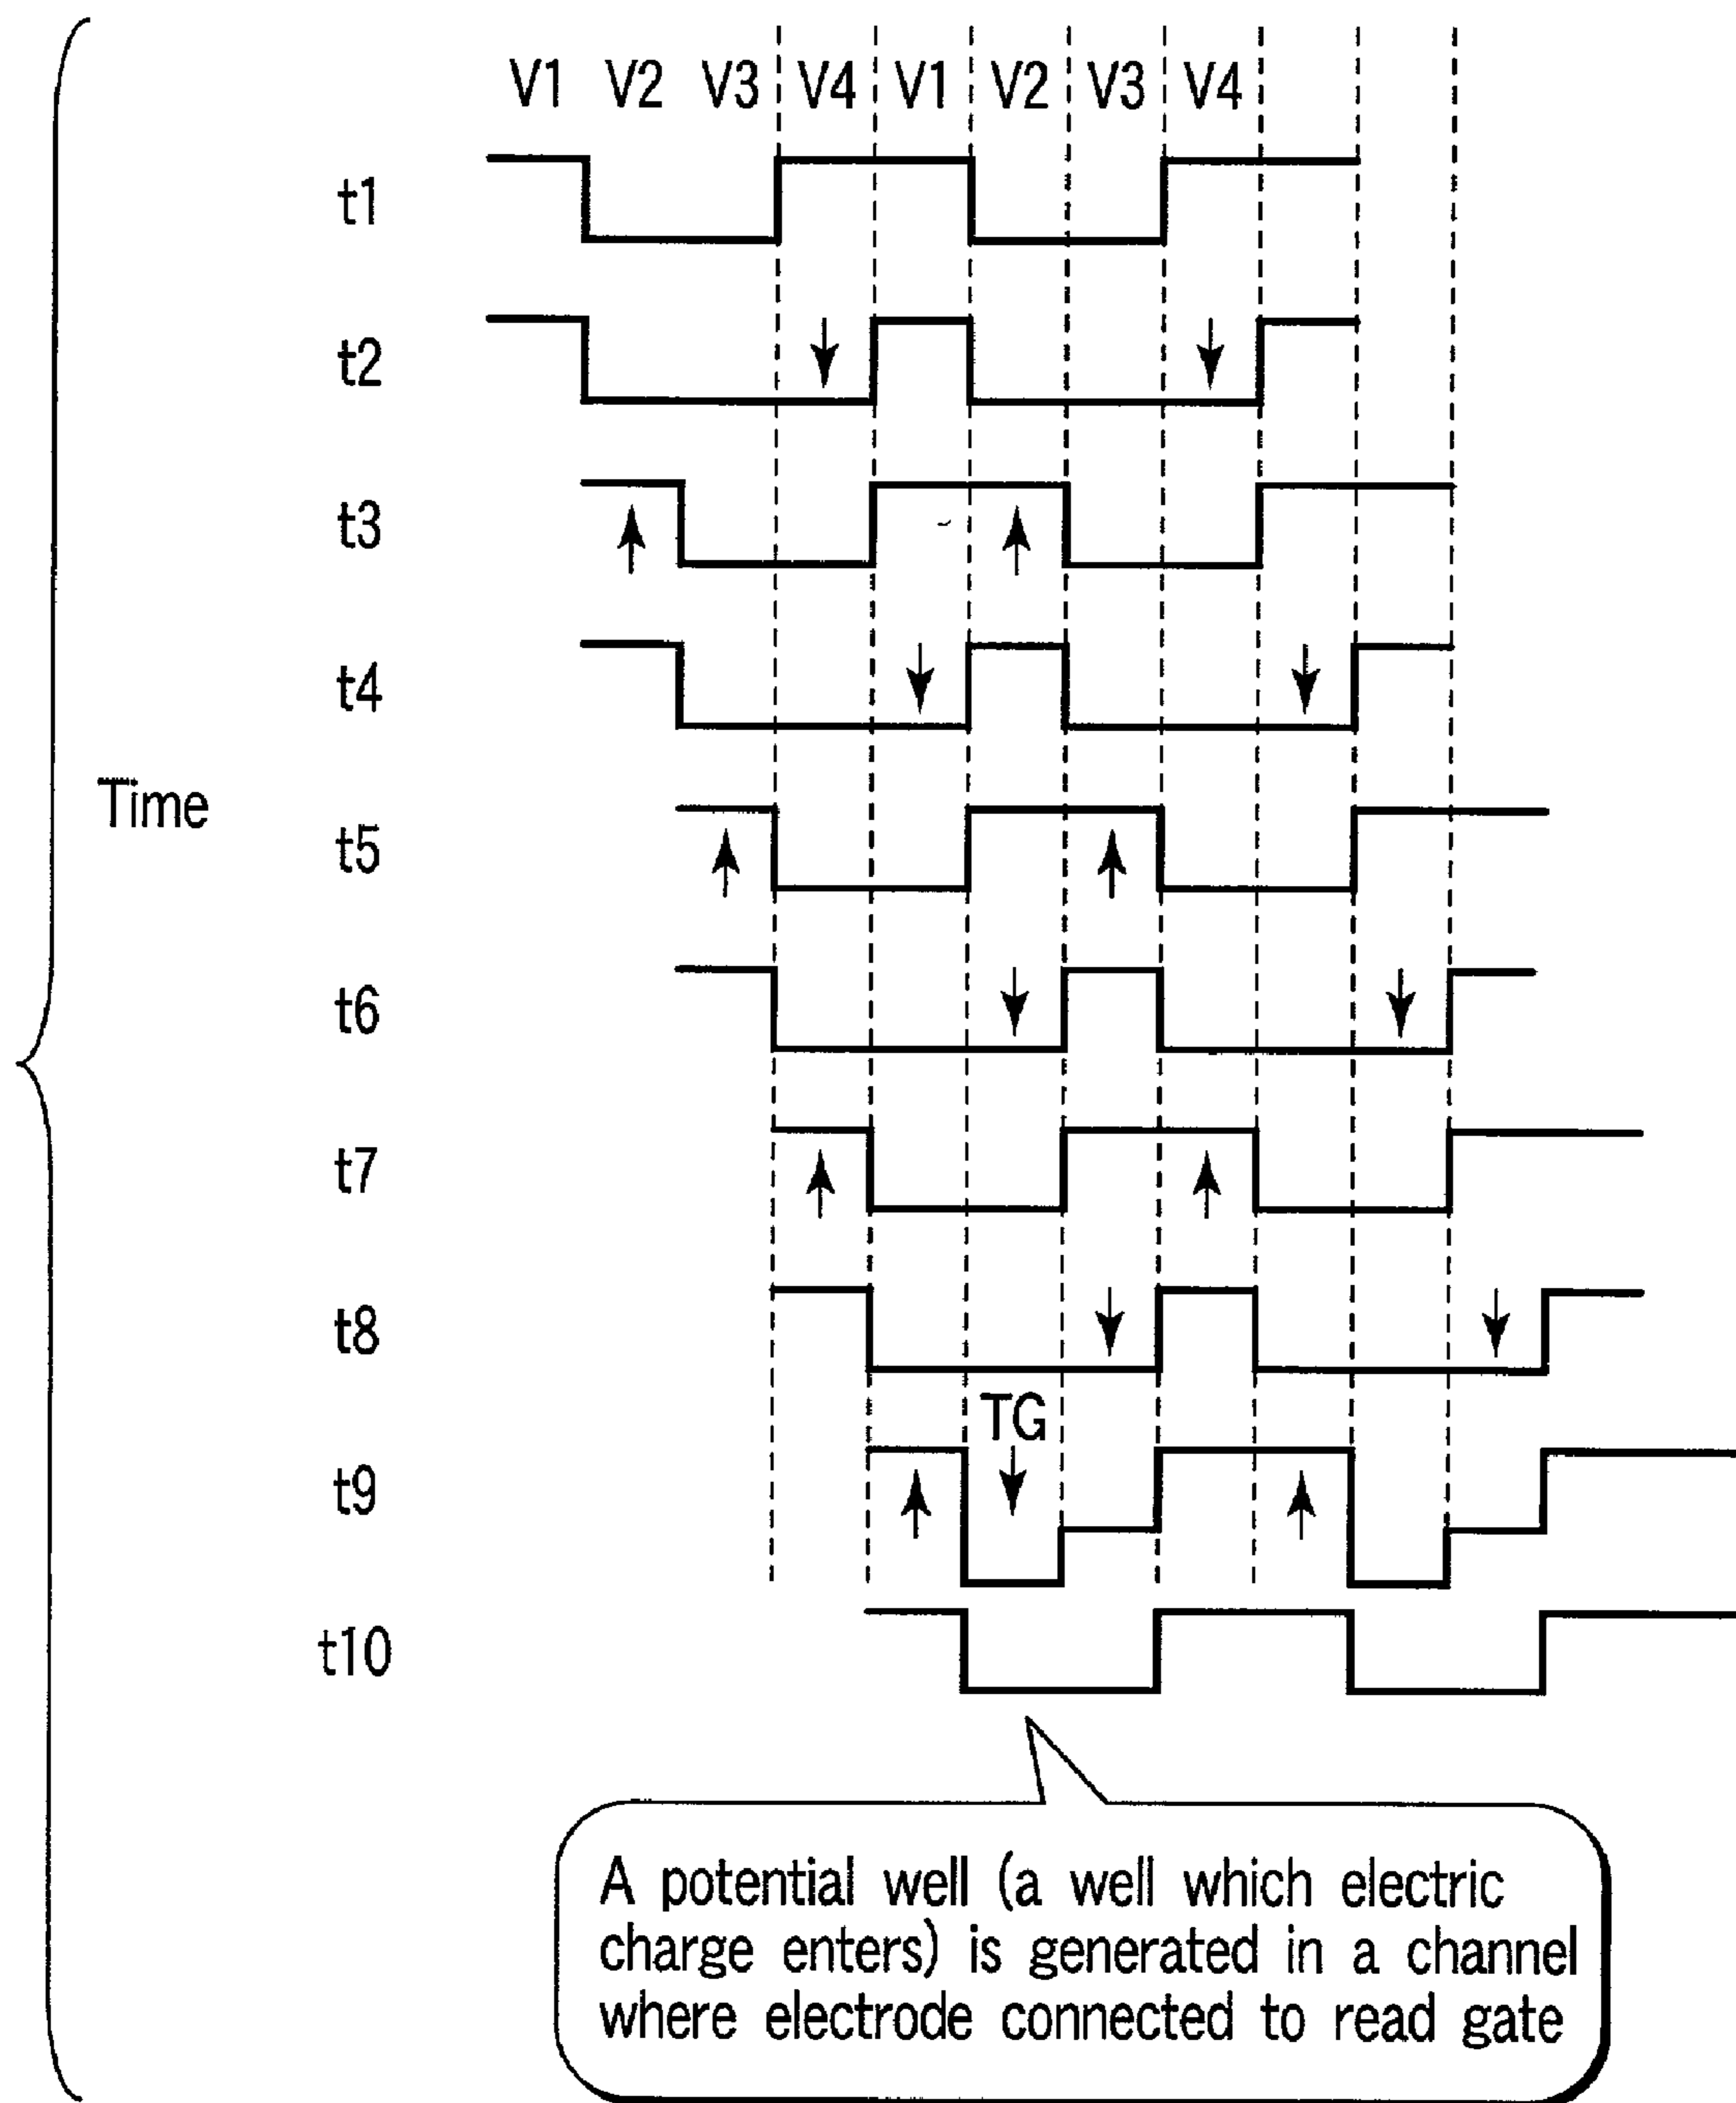 V1 V2 V3 V4 V1 V2 V3 V4
t1
t2
t3
t4
Time
t5
t6
t7
t8
TG
t9
t10
A potential well (a well which electric
charge enters) is generated in a channel
where electrode connected to read gate